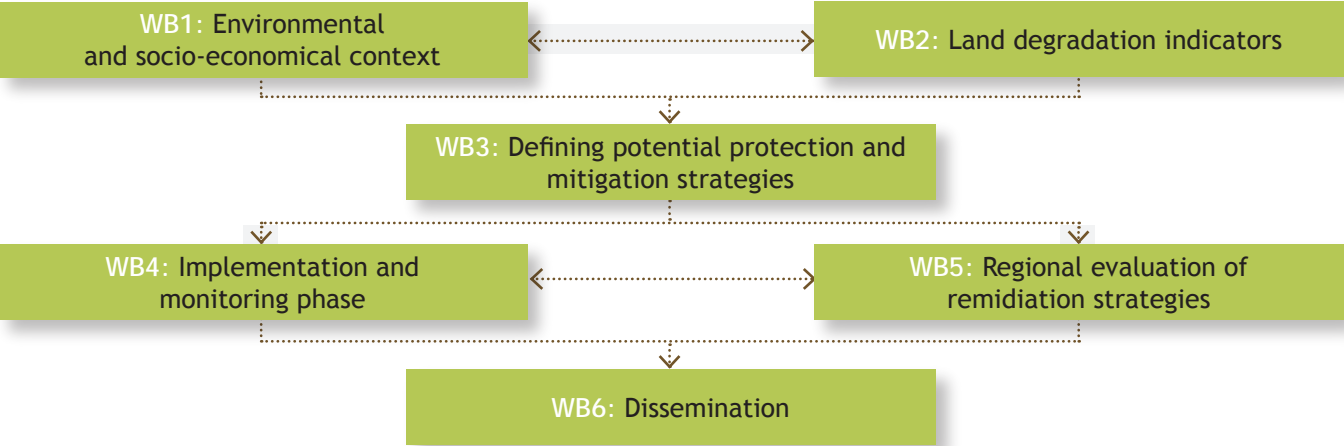 WB1: Environmental
and socio-economical context
WB2: Land degradation indicators
WB3: Defining potential protection and
mitigation strategies
WB4: Implementation and
monitoring phase
WB5: Regional evaluation of
remidiation strategies
WB6: Dissemination